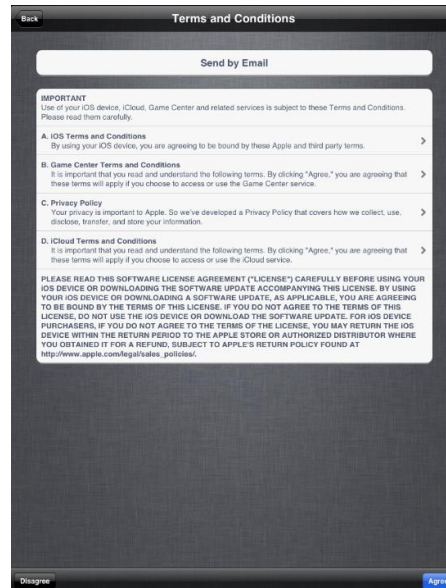 Back
Terms and Conditions
Send by Email
IMPORTANT
Use of your iOS device, iCloud, Game Center and related services is subject to these Terms and Conditions.
Please read them carefully.
A. iOS Terms and Conditions
By using your iOS device, you are agreeing to be bound by these Apple and third party terms.
B. Game Center Terms and Conditions
It is important that you read and understand the following terms. By clicking "Agree," you are agreeing that
these terms will apply if you choose to access or use the Game Center service.
C. Privacy Policy
Your privacy is important to Apple. So we've developed a Privacy Policy that covers how we collect, use,
disclose, transfer, and store your information.
D. iCloud Terms and Conditions
It is important that you read and understand the following terms. By clicking "Agree," you are agreeing that
these terms will apply if you choose to access or use the iCloud service.
PLEASE READ THIS SOFTWARE LICENSE AGREEMENT ("LICENSE") CAREFULLY BEFORE USING YOUR
iOS DEVICE OR DOWNLOADING THE SOFTWARE UPDATE ACCOMPANYING THIS LICENSE. BY USING
YOUR iOS DEVICE OR DOWNLOADING A SOFTWARE UPDATE, AS APPLICABLE, YOU ARE AGREEING
TO BE BOUND BY THE TERMS OF THIS LICENSE. IF YOU DO NOT AGREE TO THE TERMS OF THIS
LICENSE, DO NOT USE THE iOS DEVICE OR DOWNLOAD THE SOFTWARE UPDATE. FOR iOS DEVICE
PURCHASERS, IF YOU DO NOT AGREE TO THE TERMS OF THE LICENSE, YOU MAY RETURN THE iOS
DEVICE WITHIN THE RETURN PERIOD TO THE APPLE STORE OR AUTHORIZED DISTRIBUTOR WHERE
YOU OBTAINED IT FOR A REFUND, SUBJECT TO APPLE'S RETURN POLICY FOUND AT
http://www.apple.com/legal/sales_policies/.
Disagree
Agree